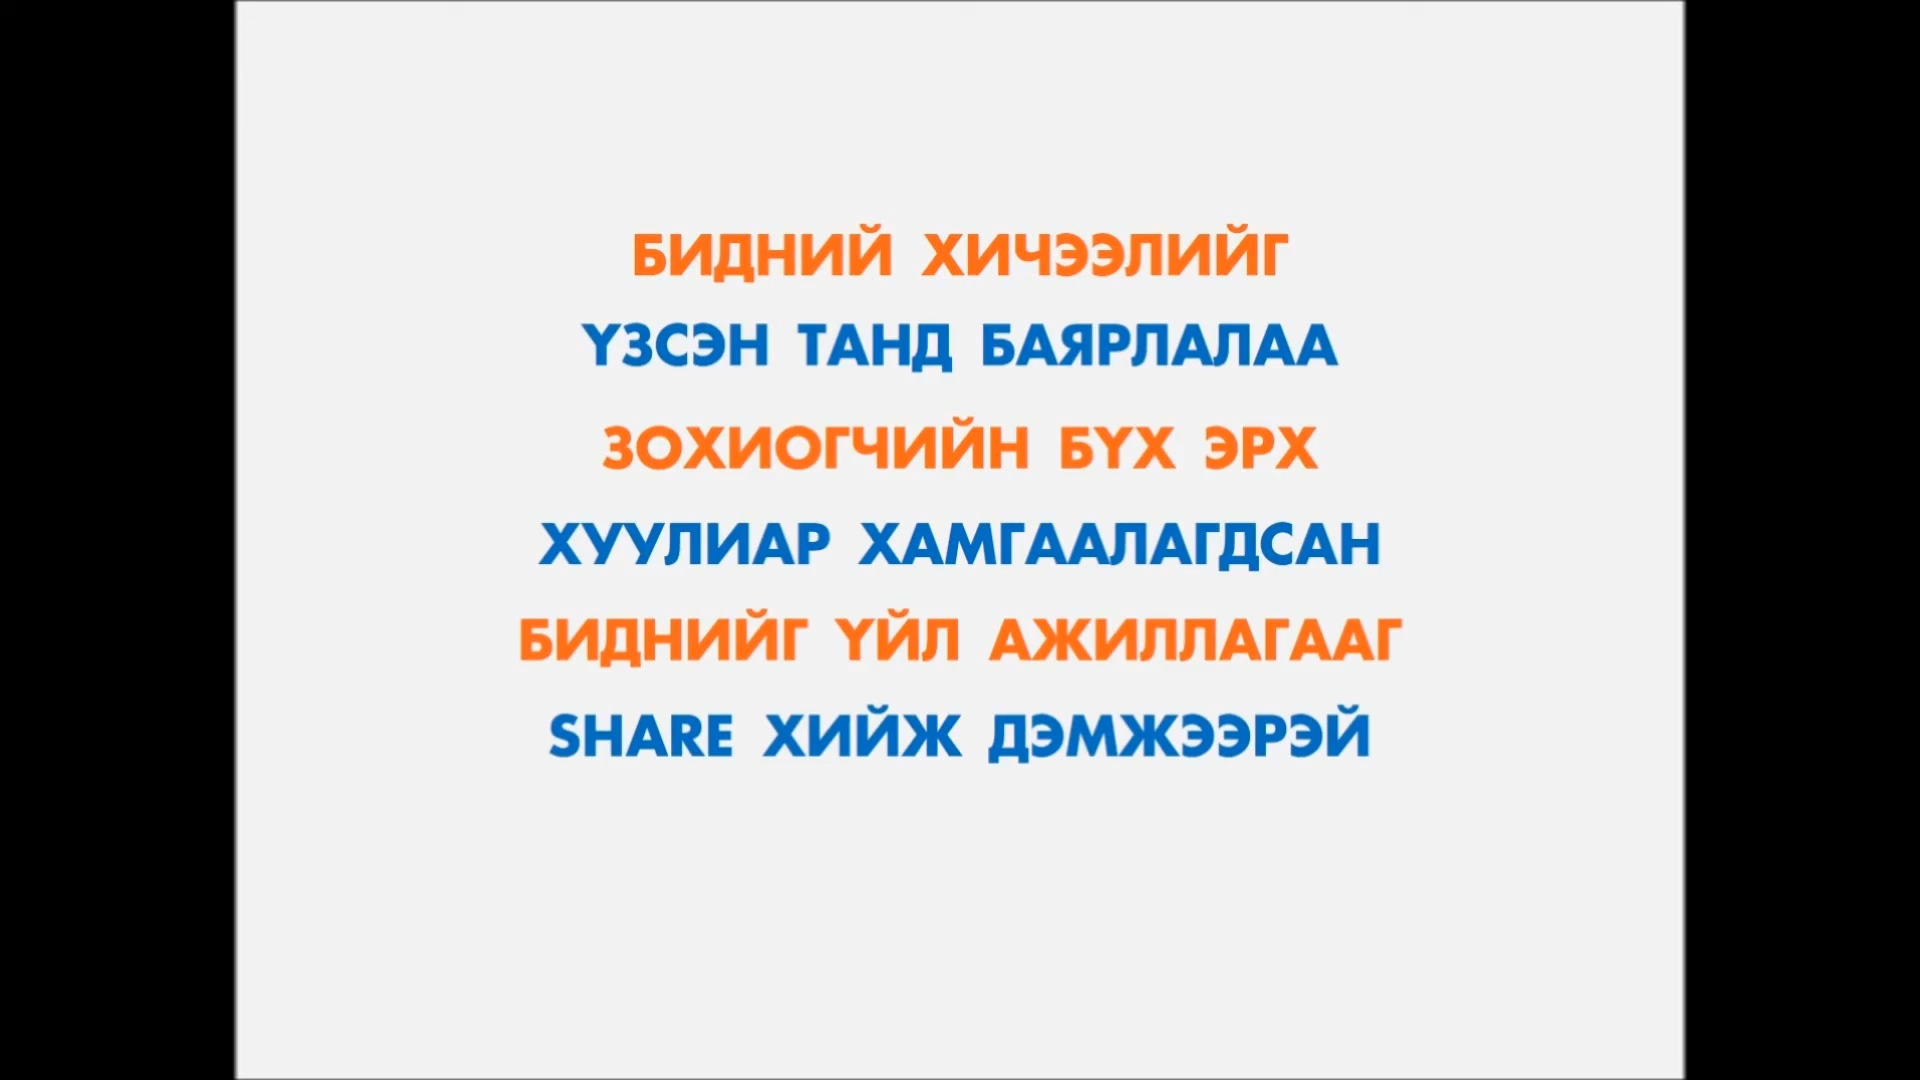 БИДНИЙ ХИЧЭЭЛИЙГ
ҮЗСЭН ТАНД БАЯРЛАЛАА
ЗОХИОГЧИЙН БҮХ ЭРХ
ХУУЛИАР ХАМГААЛАГДСАН
БИДНИЙГ ҮЙЛ АЖИЛЛАГААГ
SHARE ХИЙЖ ДЭМЖЭЭРЭЙ